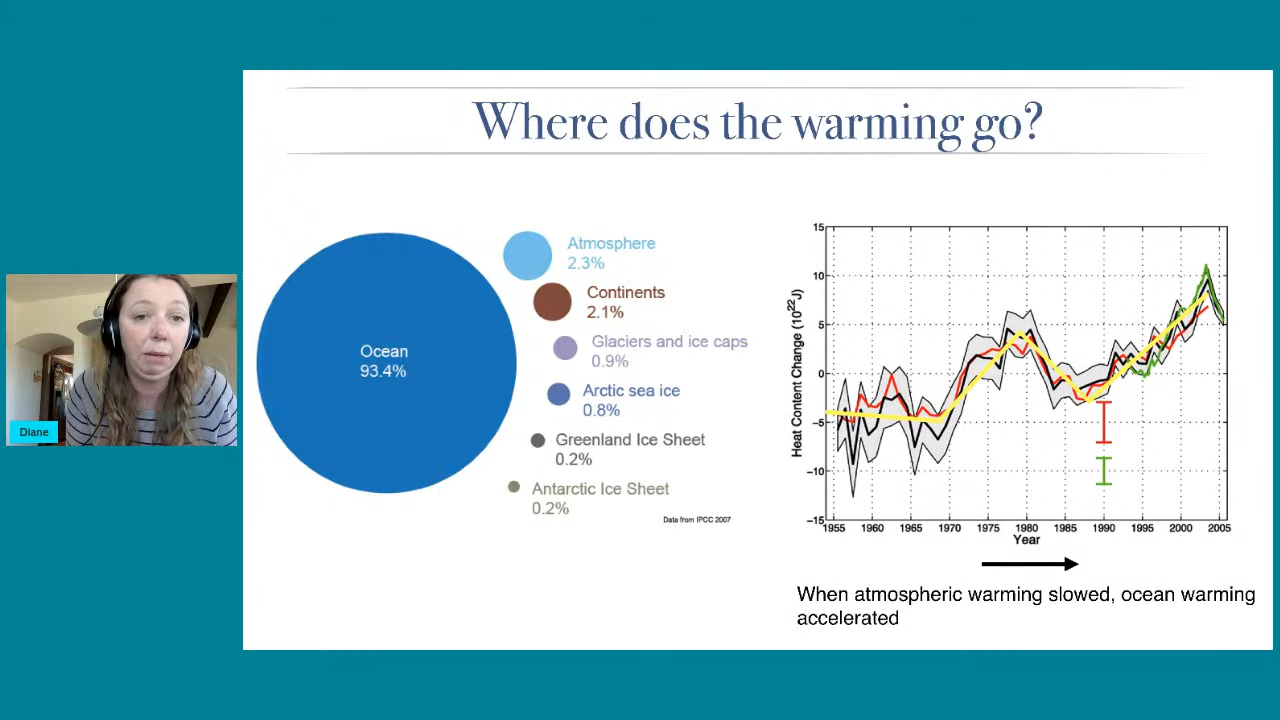 Where does the warming go?
Diane
Ocean
93.4%
Atmosphere
2.3%
Continents
2.1%
Glaciers and ice caps
0.9%
Arctic sea ice
0.8%
Greenland Ice Sheet
0.2%
Antarctic Ice Sheet
0.2%
Data from IPCC 2007
Heat Content Change (10²²J)
15
10
5
0
−5
−10
−15
1955 1960 1965 1970 1975 1980 1985 1990 1995 2000 2005
Year
When atmospheric warming slowed, ocean warming
accelerated